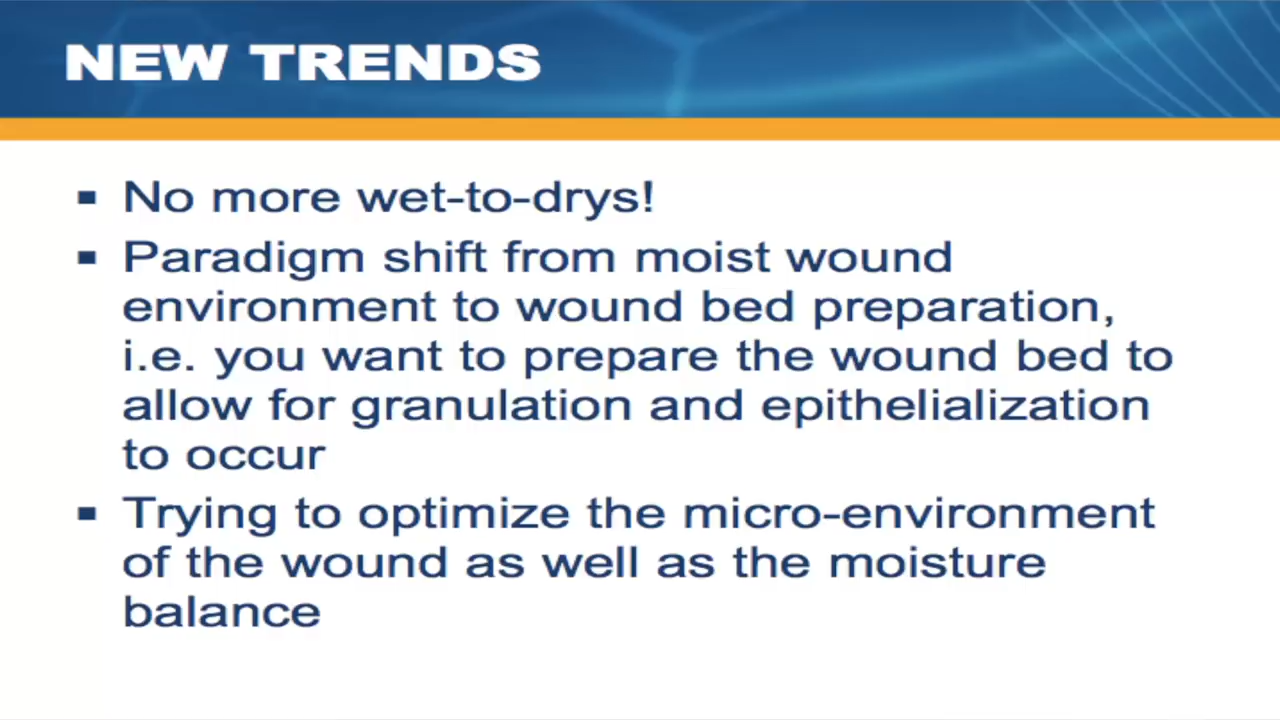 NEW TRENDS
▪ No more wet-to-drys!
▪ Paradigm shift from moist wound
environment to wound bed preparation,
i.e. you want to prepare the wound bed to
allow for granulation and epithelialization
to occur
▪ Trying to optimize the micro-environment
of the wound as well as the moisture
balance